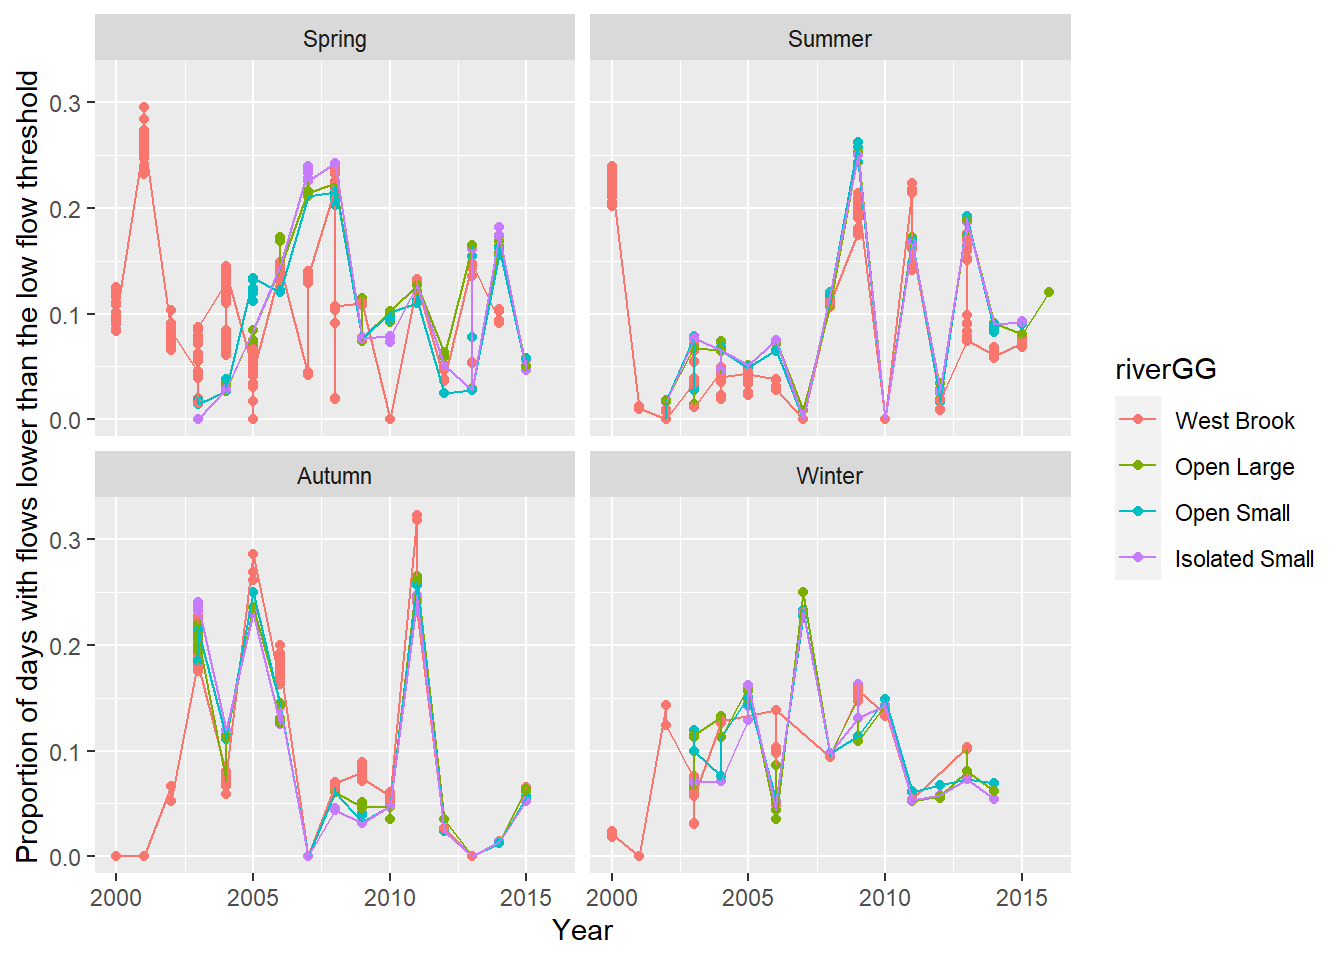 Spring
Summer
0.3
0.2
0.1
0.0
Autumn
Winter
0.3
0.2
0.1
0.0
2000
2005
2010
2015
2000
2005
2010
2015
Year
Proportion of days with flows lower than the low flow threshold
riverGG
West Brook
Open Large
Open Small
Isolated Small